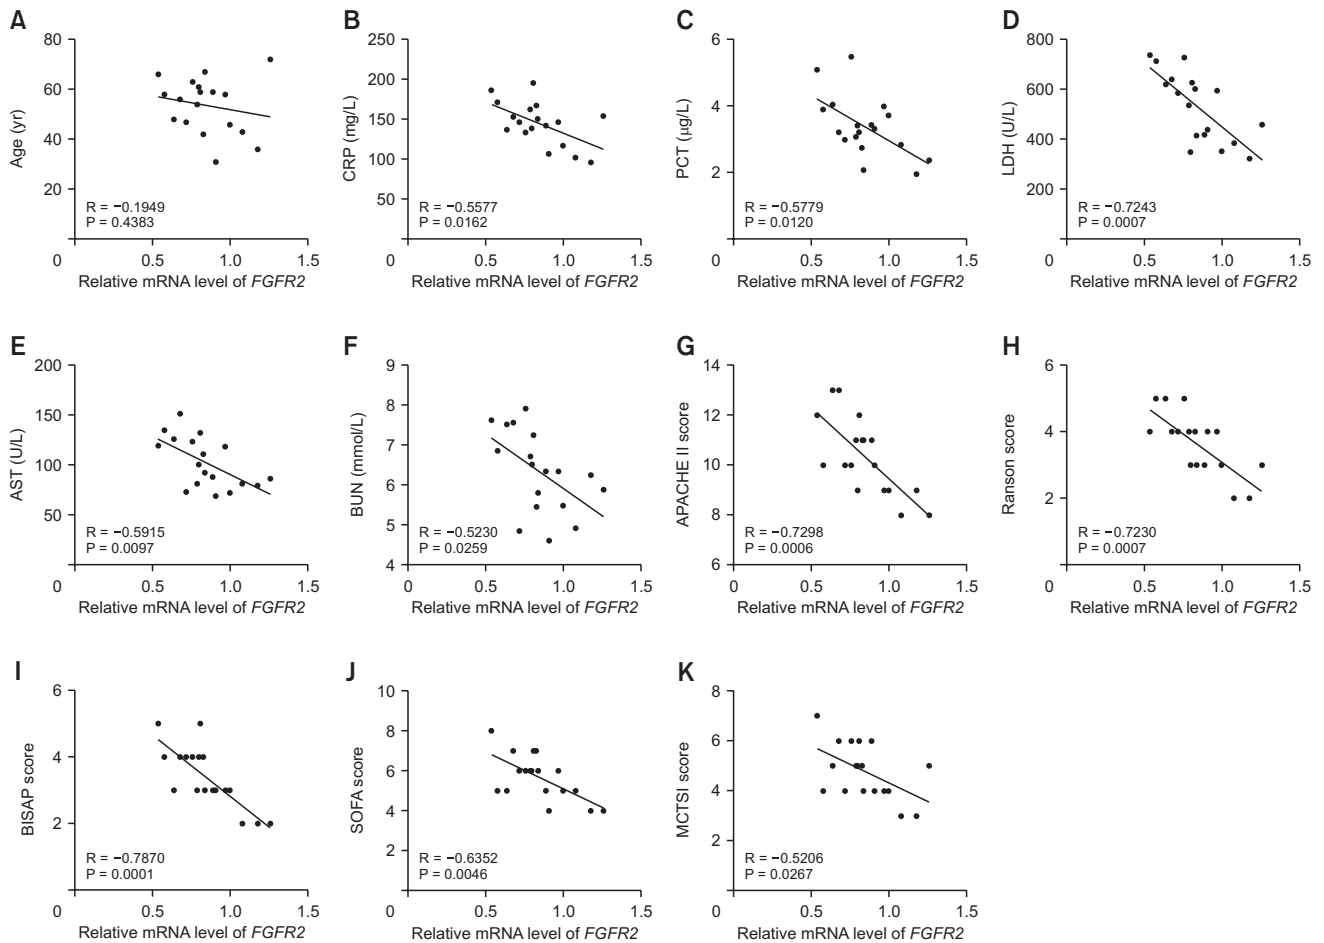 A
80
60
40
20
0
0.5
1.0
1.5
Age (yr)
R = −0.1949
P = 0.4383
Relative mRNA level of FGFR2
B
250
200
150
100
50
0
0.5
1.0
1.5
CRP (mg/L)
R = −0.5577
P = 0.0162
Relative mRNA level of FGFR2
C
6
4
2
0
0.5
1.0
1.5
PCT (μg/L)
R = −0.5779
P = 0.0120
Relative mRNA level of FGFR2
D
800
600
400
200
0
0.5
1.0
1.5
LDH (U/L)
R = −0.7243
P = 0.0007
Relative mRNA level of FGFR2
E
200
150
100
50
0
0.5
1.0
1.5
AST (U/L)
R = −0.5915
P = 0.0097
Relative mRNA level of FGFR2
F
9
8
7
6
5
4
0
0.5
1.0
1.5
BUN (mmol/L)
R = −0.5230
P = 0.0259
Relative mRNA level of FGFR2
G
14
12
10
8
6
0
0.5
1.0
1.5
APACHE II score
R = −0.7298
P = 0.0006
Relative mRNA level of FGFR2
H
6
4
2
0
0.5
1.0
1.5
Ranson score
R = −0.7230
P = 0.0007
Relative mRNA level of FGFR2
I
6
4
2
0
0.5
1.0
1.5
BISAP score
R = −0.7870
P = 0.0001
Relative mRNA level of FGFR2
J
10
8
6
4
2
0
0.5
1.0
1.5
SOFA score
R = −0.6352
P = 0.0046
Relative mRNA level of FGFR2
K
8
6
4
2
0
0.5
1.0
1.5
MCTSI score
R = −0.5206
P = 0.0267
Relative mRNA level of FGFR2